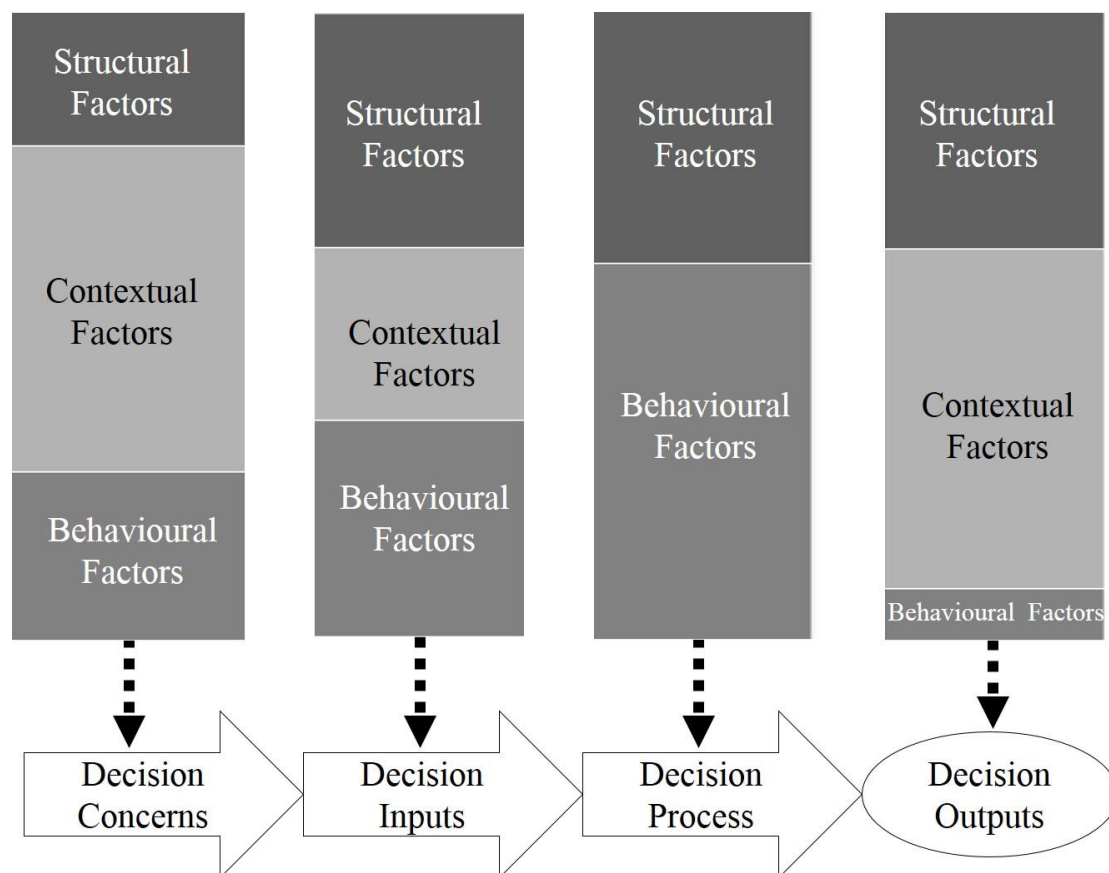 Structural
Factors
Contextual
Factors
Behavioural
Factors
Structural
Factors
Contextual
Factors
Behavioural
Factors
Structural
Factors
Behavioural
Factors
Structural
Factors
Contextual
Factors
Behavioural Factors
Decision
Concerns
Decision
Inputs
Decision
Process
Decision
Outputs